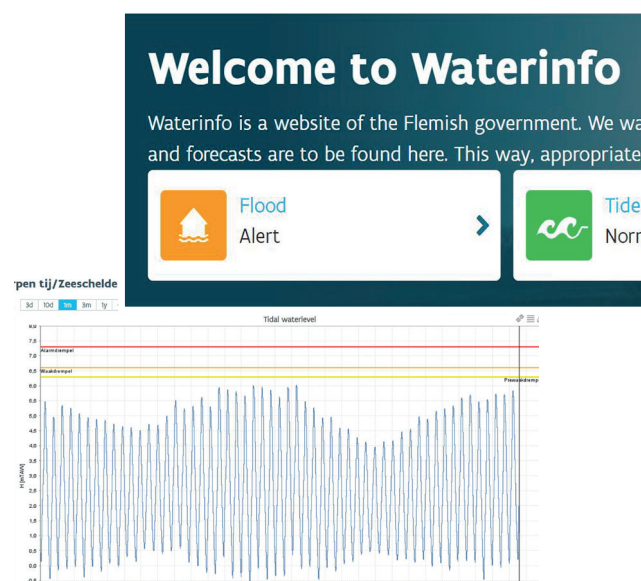 Welcome to Waterinfo
Waterinfo is a website of the Flemish government. We wa
and forecasts are to be found here. This way, appropriate
Flood
Alert
Tide
Norr
rpen tij/Zeeschelde
3d 10d 1m 3m 1y
Tidal waterlevel
8,0
7,5
Alarmdrempel
7,0
6,5
Waakdrempel
Prewaakdremp
6,0
5,5
5,0
4,5
4,0
3,5
3,0
2,5
2,0
1,5
1,0
0,5
0,0
-0,5
H [mTAW]